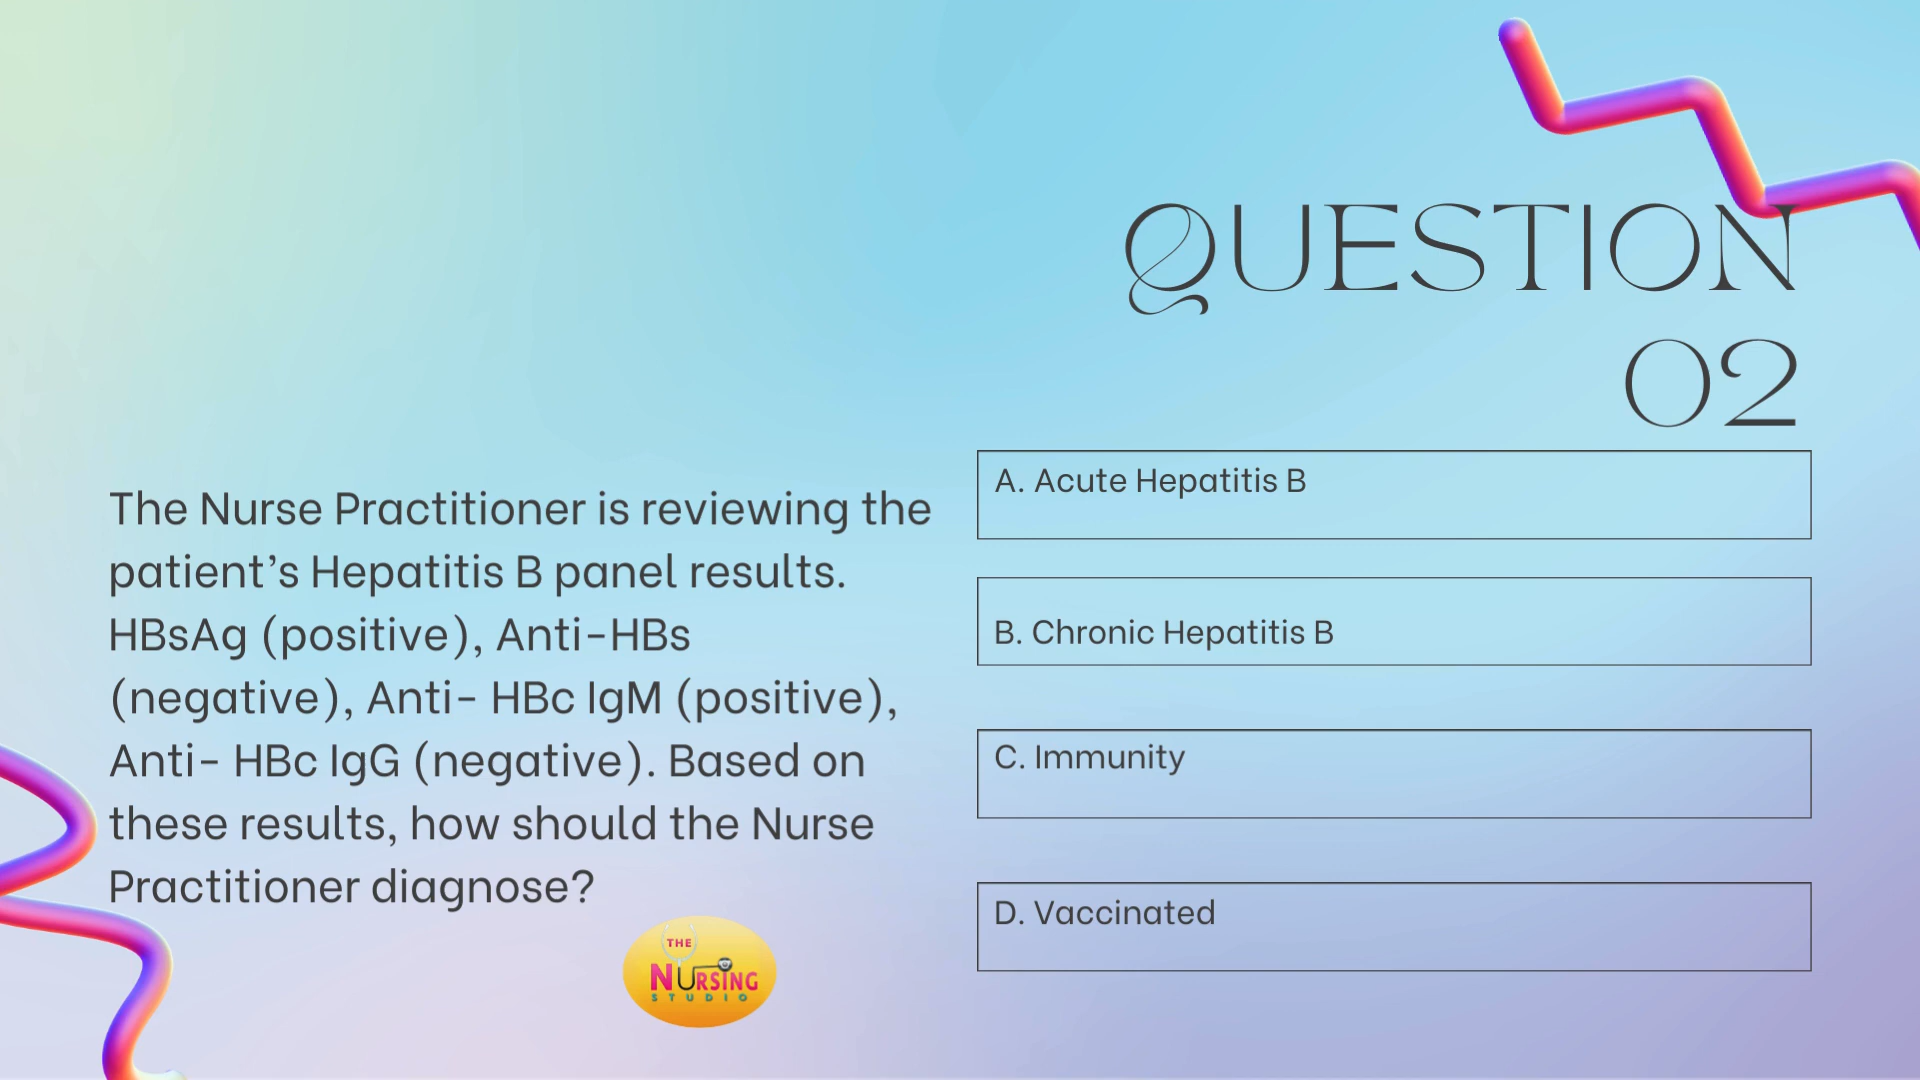 QUESTION
02
The Nurse Practitioner is reviewing the
patient’s Hepatitis B panel results.
HBsAg (positive), Anti-HBs
(negative), Anti- HBc IgM (positive),
Anti- HBc IgG (negative). Based on
these results, how should the Nurse
Practitioner diagnose?
A. Acute Hepatitis B
B. Chronic Hepatitis B
C. Immunity
D. Vaccinated
THE
NURSING
STUDIO